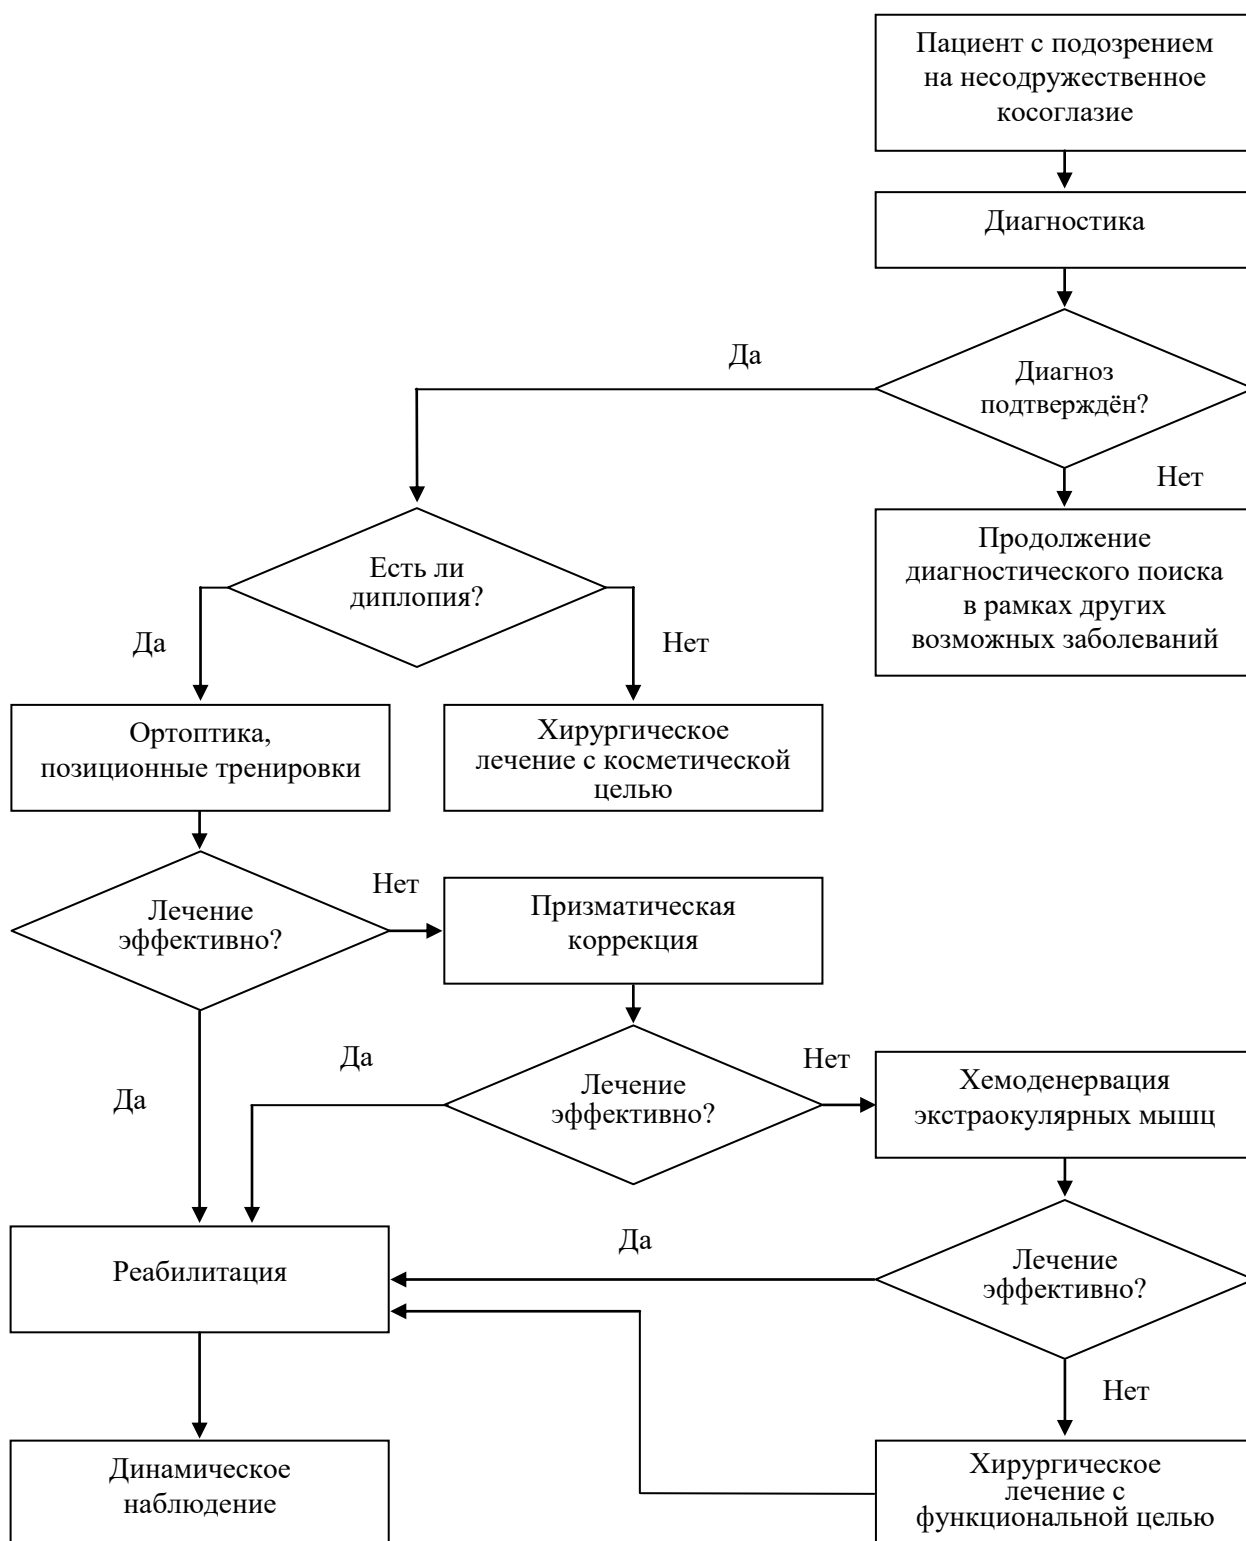 Пациент с подозрением
на несодружественное
косоглазие
Диагностика
Да
Диагноз
подтверждён?
Нет
Продолжение
диагностического поиска
в рамках других
возможных заболеваний
Есть ли
диплопия?
Да
Нет
Ортоптика,
позиционные тренировки
Хирургическое
лечение с косметической
целью
Лечение
эффективно?
Нет
Призматическая
коррекция
Да
Да
Лечение
эффективно?
Нет
Хемоденервация
экстраокулярных мышц
Реабилитация
Да
Лечение
эффективно?
Нет
Динамическое
наблюдение
Хирургическое
лечение с
функциональной целью